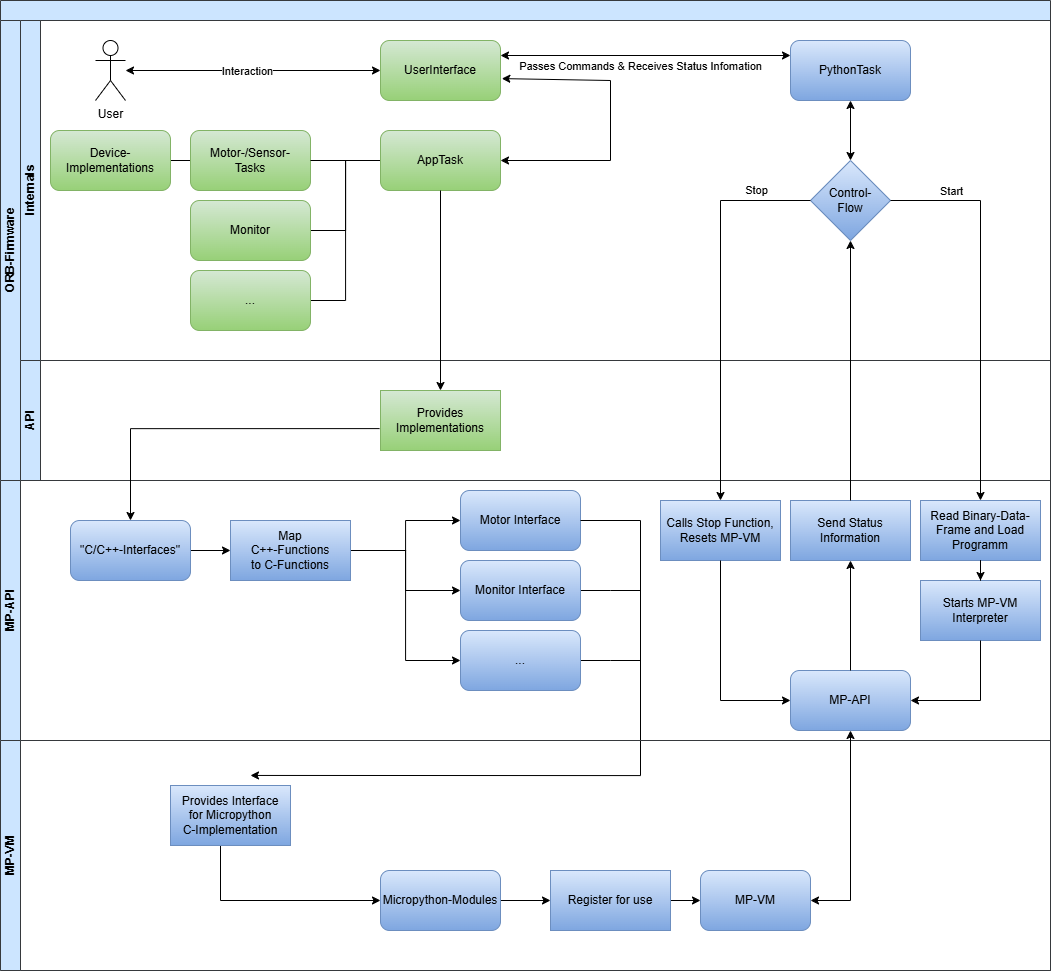 ORB-Firmware
Internals
API
MP-API
MP-VM
User
Interaction
UserInterface
Passes Commands & Receives Status Infomation
PythonTask
Device-
Implementations
Motor-/Sensor-
Tasks
AppTask
Monitor
...
Stop
Control-
Flow
Start
Provides
Implementations
"C/C++-Interfaces"
Map
C++-Functions
to C-Functions
Motor Interface
Monitor Interface
...
Calls Stop Function,
Resets MP-VM
Send Status
Information
Read Binary-Data-
Frame and Load
Programm
Starts MP-VM
Interpreter
MP-API
Provides Interface
for Micropython
C-Implementation
Micropython-Modules
Register for use
MP-VM